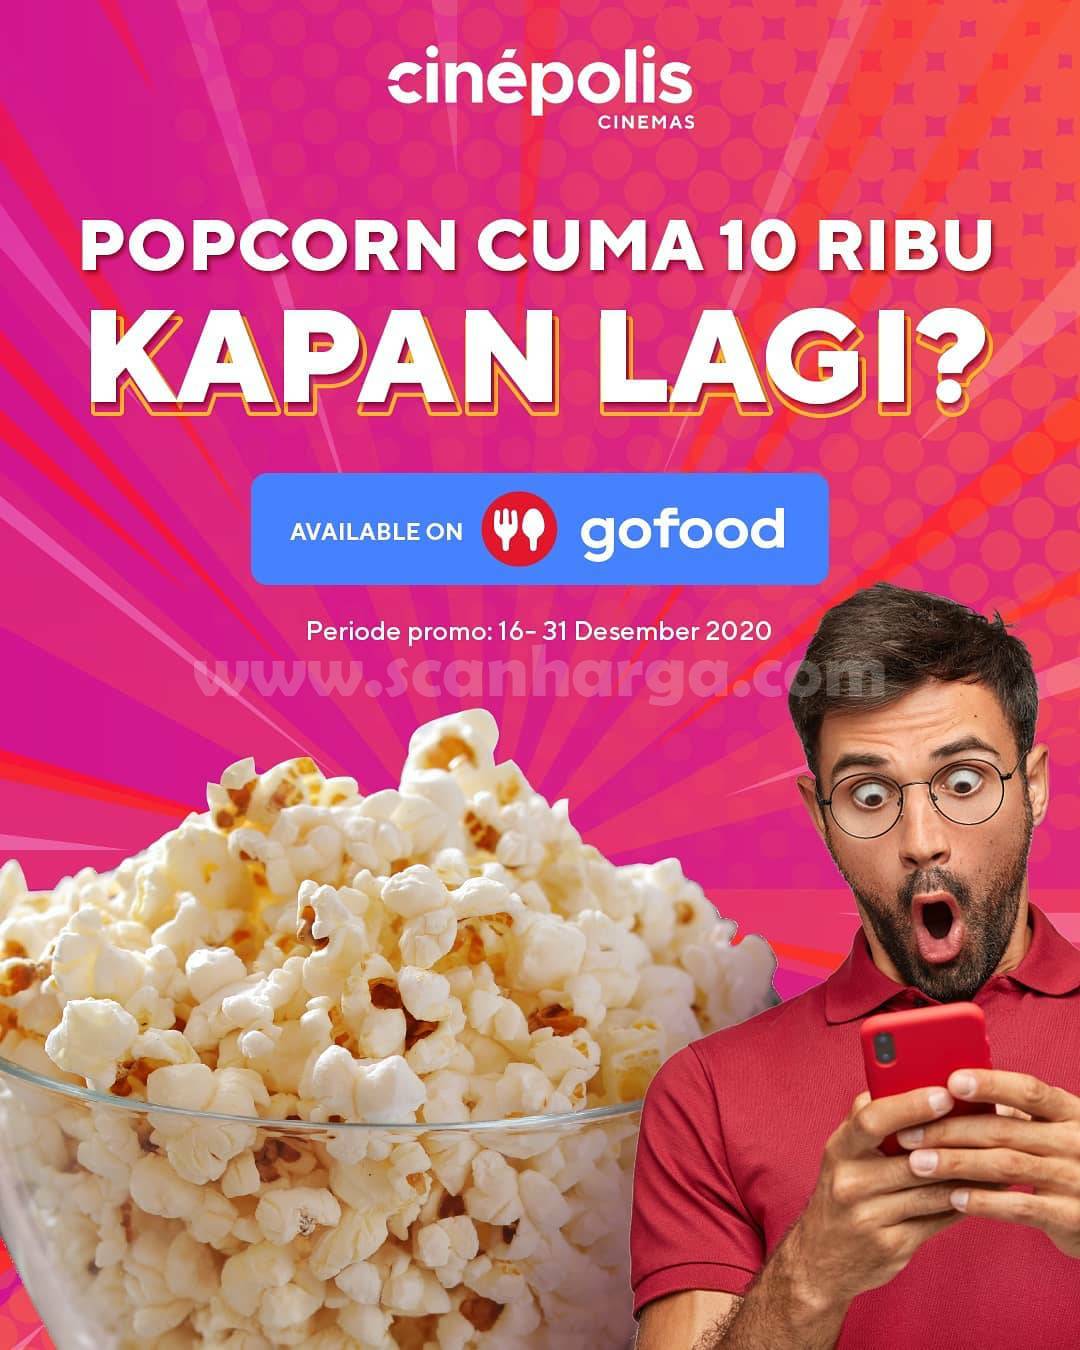 cinépolis
CINEMAS
POPCORN CUMA 10 RIBU
KAPAN LAGI?
AVAILABLE ON gofood
Periode promo: 16- 31 Desember 2020
www.scanharga.com